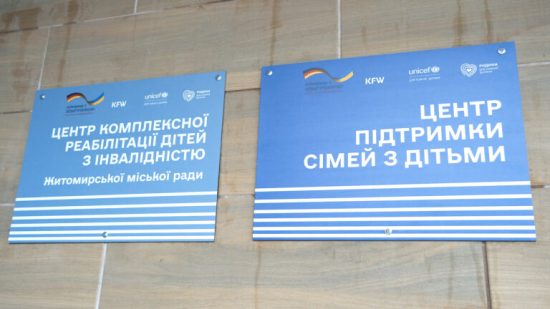 KFW
unicef
ЦЕНТР КОМПЛЕКСНОЇ
РЕАБІЛІТАЦІЇ ДІТЕЙ
З ІНВАЛІДНІСТЮ
Житомирської міської ради
KFW
unicef
ЦЕНТР
ПІДТРИМКИ
СІМЕЙ З ДІТЬМИ